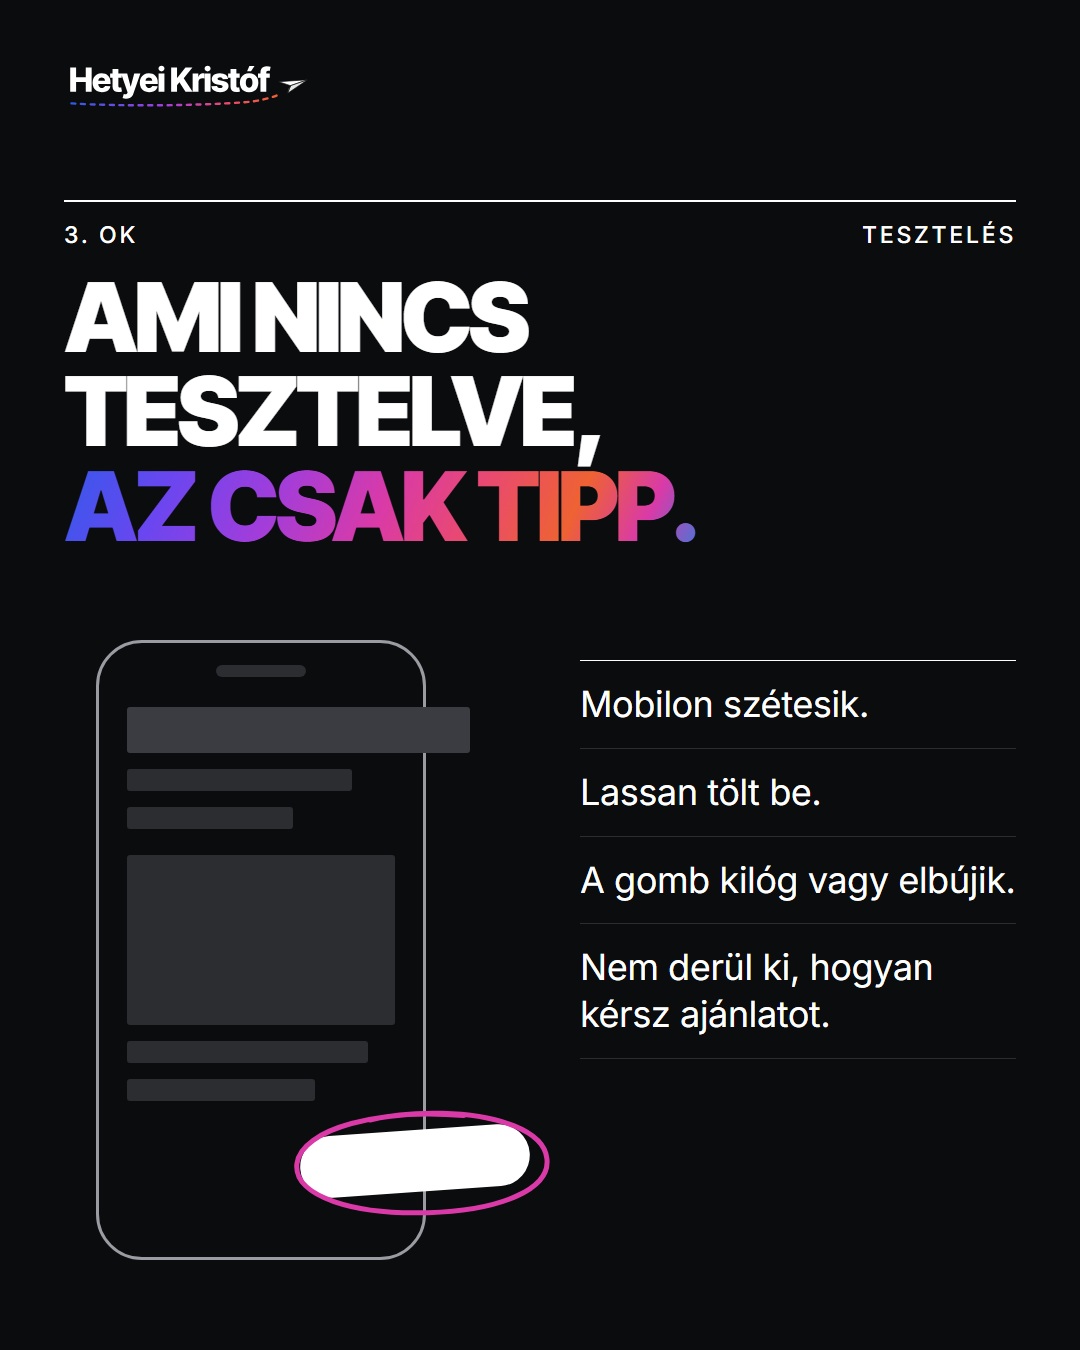 Hetyei Kristóf
3. OK
TESZTELÉS
AMI NINCS
TESZTELVE,
AZ CSAK TIPP.
Mobilon szétesik.
Lassan tölt be.
A gomb kilóg vagy elbújik.
Nem derül ki, hogyan
kérsz ajánlatot.